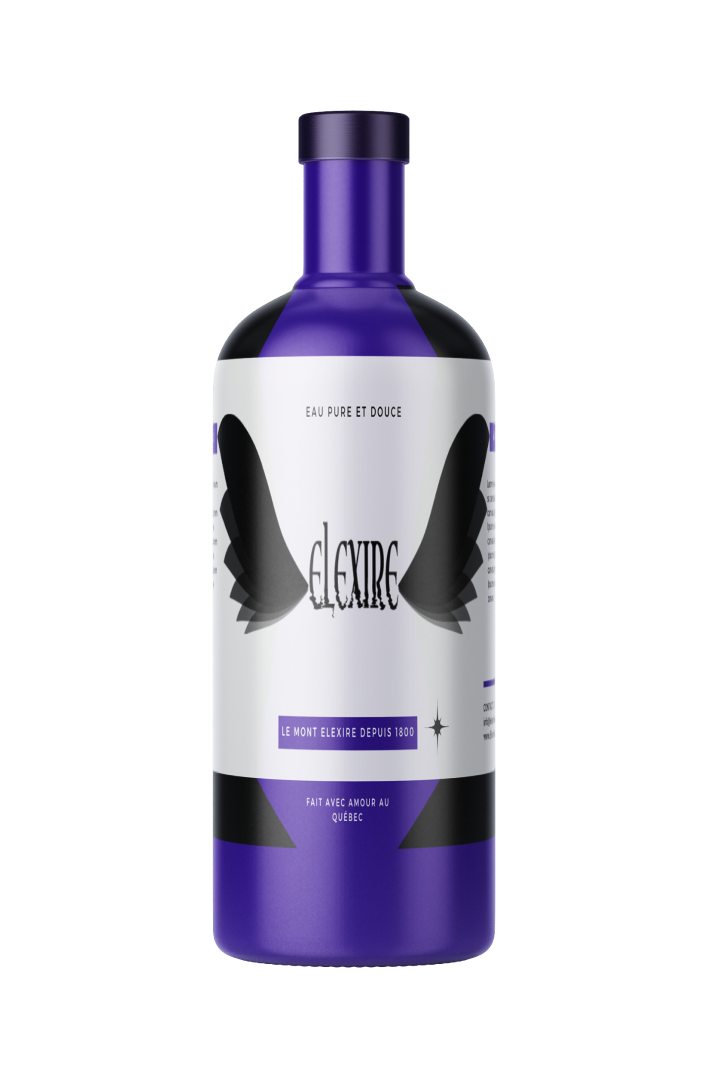 EAU PURE ET DOUCE
ELEXIRE
LE MONT ELEXIRE DEPUIS 1800
FAIT AVEC AMOUR AU
QUÉBEC